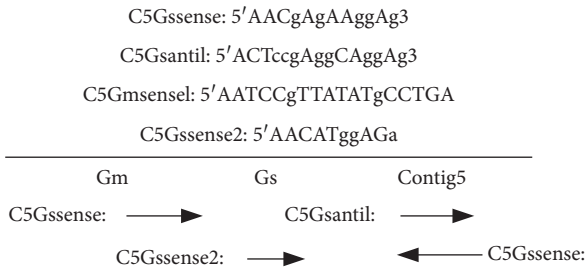 C5Gssense: 5′AACgAgAAggAg3
C5Gsantil: 5′ACTccgAggCAggAg3
C5Gmsensel: 5′AATCCgTTATATgCCTGA
C5Gssense2: 5′AACATggAGa
Gm Gs Contig5
C5Gssense: C5Gsantil:
C5Gssense2: C5Gssense: